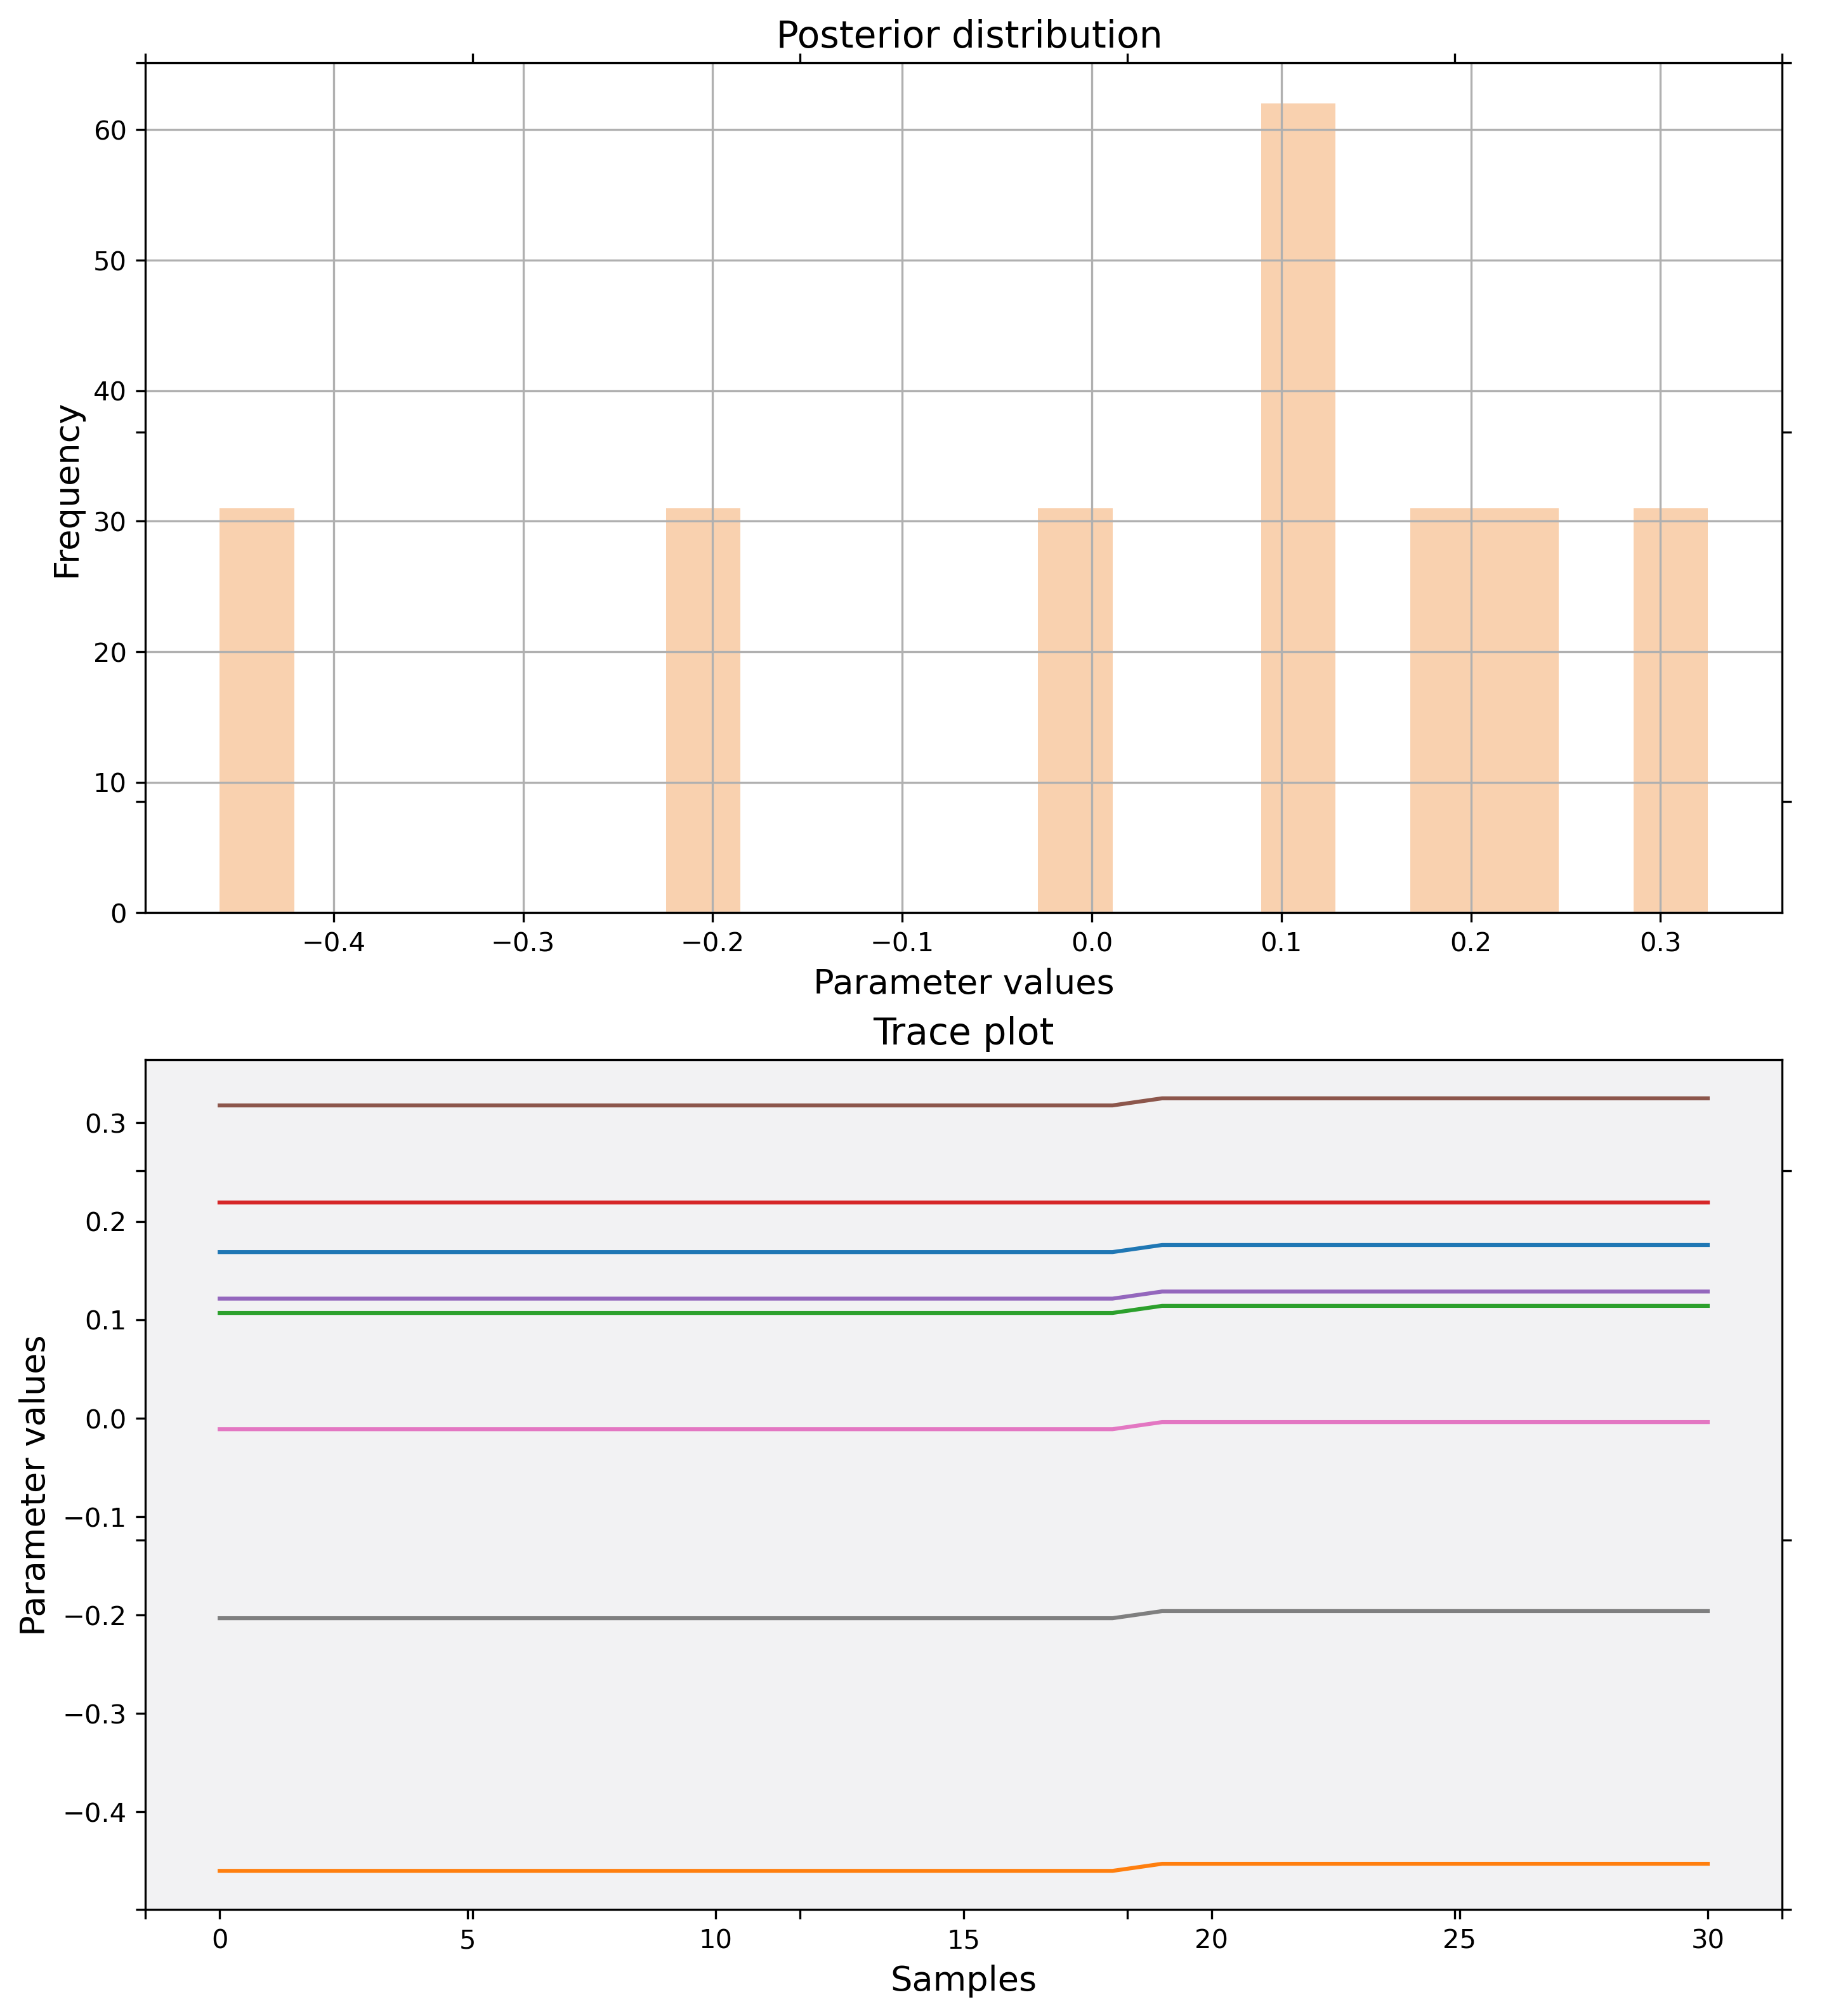 Posterior distribution
60
50
40
30
20
10
0
Frequency
−0.4 −0.3 −0.2 −0.1 0.0 0.1 0.2 0.3
Parameter values
Trace plot
0.3
0.2
0.1
0.0
−0.1
−0.2
−0.3
−0.4
Parameter values
0 5 10 15 20 25 30
Samples